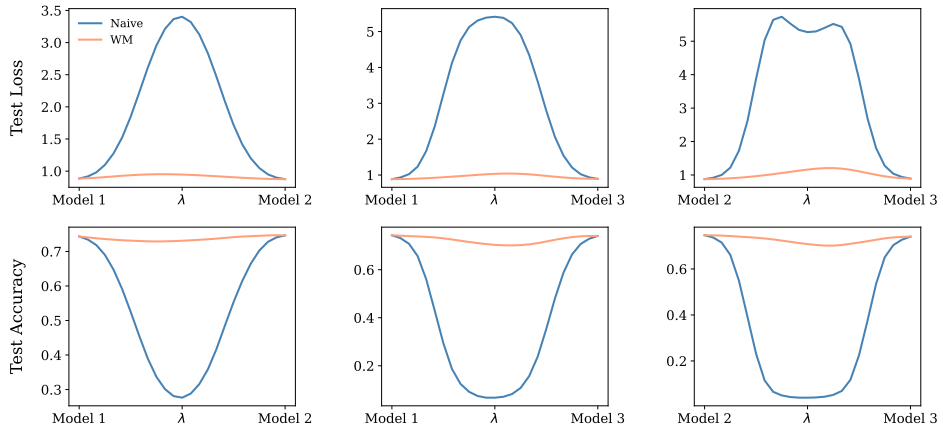 Test Loss
3.5
3.0
2.5
2.0
1.5
1.0
Naive
WM
Model 1 λ Model 2
5
4
3
2
1
Model 1 λ Model 3
5
4
3
2
1
Model 2 λ Model 3
Test Accuracy
0.7
0.6
0.5
0.4
0.3
Model 1 λ Model 2
0.6
0.4
0.2
Model 1 λ Model 3
0.6
0.4
0.2
Model 2 λ Model 3